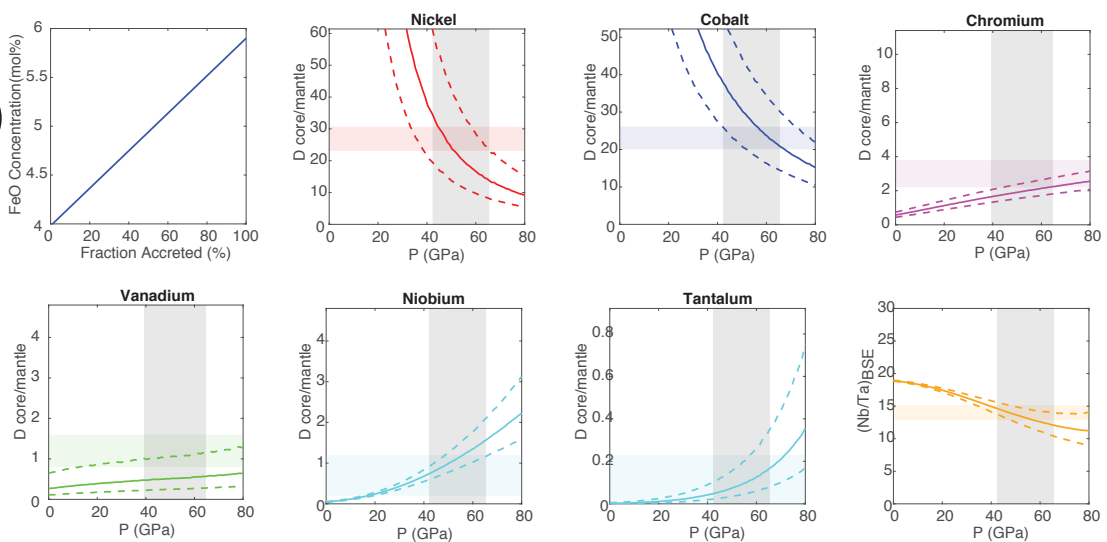 FeO Concentration(mol%)
6
5.5
5
4.5
4
0 20 40 60 80 100
Fraction Accreted (%)
Nickel
D core/mantle
60
50
40
30
20
10
0
0 20 40 60 80
P (GPa)
Cobalt
D core/mantle
50
40
30
20
10
0
0 20 40 60 80
P (GPa)
Chromium
D core/mantle
10
8
6
4
2
0
0 20 40 60 80
P (GPa)
Vanadium
D core/mantle
4
3
2
1
0
0 20 40 60 80
P (GPa)
Niobium
D core/mantle
4
3
2
1
0
0 20 40 60 80
P (GPa)
Tantalum
D core/mantle
0.8
0.6
0.4
0.2
0
0 20 40 60 80
P (GPa)
(Nb/Ta)BSE
30
25
20
15
10
5
0
0 20 40 60 80
P (GPa)